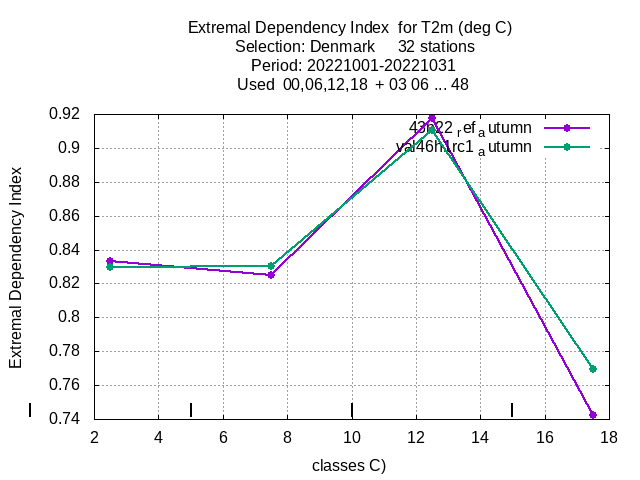 Extremal Dependency Index for T2m (deg C)
Selection: Denmark 32 stations
Period: 20221001-20221031
Used 00,06,12,18 + 03 06 ... 48
0.92
0.9
0.88
0.86
0.84
0.82
0.8
0.78
0.76
0.74
Extremal Dependency Index
ref autumn
autumn
2 4 6 8 10 12 14 16 18
classes C)